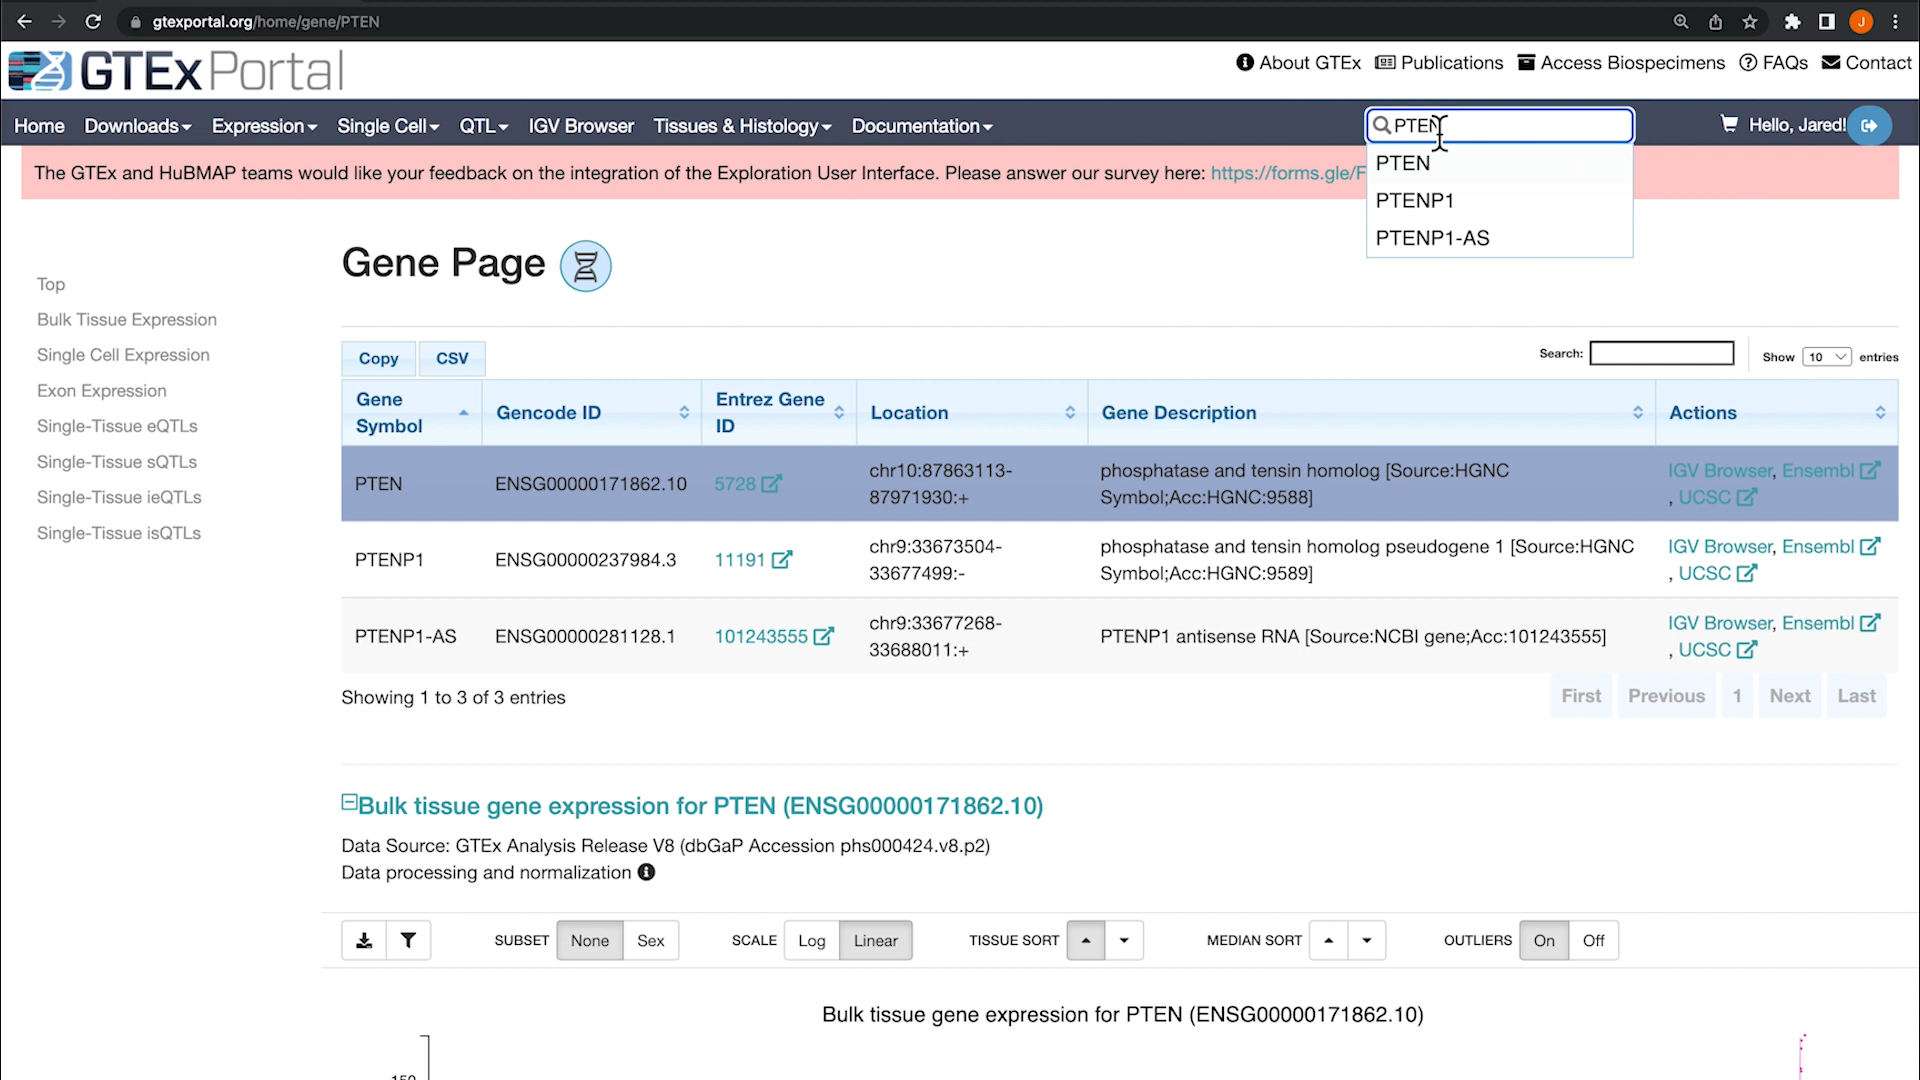 gtexportal.org/home/gene/PTEN
J
GTEx Portal
About GTEx Publications Access Biospecimens FAQs Contact
Home Downloads Expression Single Cell QTL IGV Browser Tissues & Histology Documentation
PTEN
Hello, Jared!
PTEN
PTENP1
PTENP1-AS
The GTEx and HuBMAP teams would like your feedback on the integration of the Exploration User Interface. Please answer our survey here: https://forms.gle/F
Top
Bulk Tissue Expression
Single Cell Expression
Exon Expression
Single-Tissue eQTLs
Single-Tissue sQTLs
Single-Tissue ieQTLs
Single-Tissue isQTLs
Gene Page
Copy CSV
Search:
Show 10 entries
Gene Symbol Gencode ID Entrez Gene ID Location Gene Description Actions
PTEN ENSG00000171862.10 5728 chr10:87863113-87971930:+ phosphatase and tensin homolog [Source:HGNC Symbol;Acc:HGNC:9588] IGV Browser, Ensembl , UCSC
PTENP1 ENSG00000237984.3 11191 chr9:33673504-33677499:- phosphatase and tensin homolog pseudogene 1 [Source:HGNC Symbol;Acc:HGNC:9589] IGV Browser, Ensembl , UCSC
PTENP1-AS ENSG00000281128.1 101243555 chr9:33677268-33688011:+ PTENP1 antisense RNA [Source:NCBI gene;Acc:101243555] IGV Browser, Ensembl , UCSC
Showing 1 to 3 of 3 entries
First Previous 1 Next Last
Bulk tissue gene expression for PTEN (ENSG00000171862.10)
Data Source: GTEx Analysis Release V8 (dbGaP Accession phs000424.v8.p2)
Data processing and normalization
SUBSET None Sex SCALE Log Linear TISSUE SORT MEDIAN SORT OUTLIERS On Off
Bulk tissue gene expression for PTEN (ENSG00000171862.10)
150